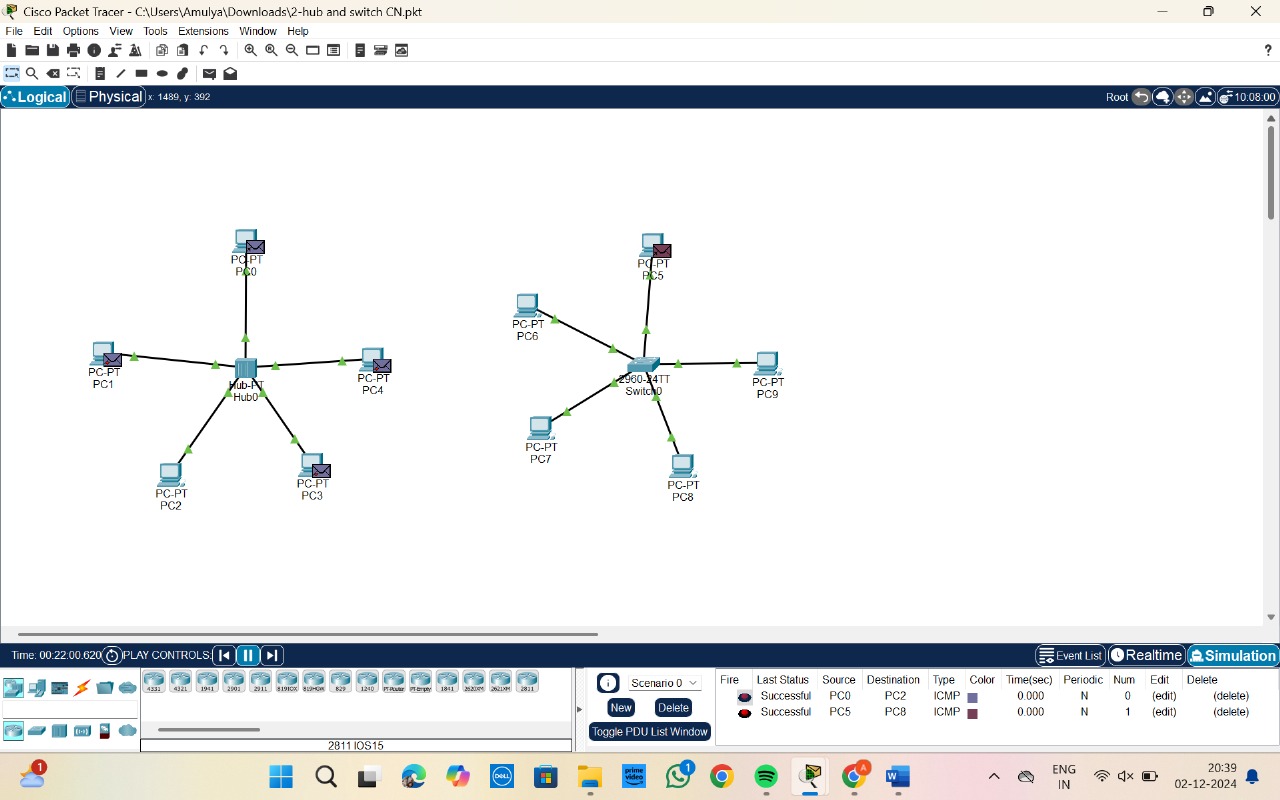 Cisco Packet Tracer - C:\Users\Amulya\Downloads\2-hub and switch CN.pkt
File Edit Options View Tools Extensions Window Help
?
Logical Physical x: 1489, y: 392 Root 10:08:00
PC-PT
PC0
PC-PT
PC5
PC-PT
PC6
PC-PT
PC1
Hub-PT
Hub0
PC-PT
PC4
2960-24TT
Switch0
PC-PT
PC9
PC-PT
PC7
PC-PT
PC2
PC-PT
PC3
PC-PT
PC8
Time: 00:22:00.620 PLAY CONTROLS: Event List Realtime Simulation
4331 4321 1941 2901 2911 819IOX 819HGW 829 1240 PT-Router PT-Empty 1841 2620XM 2621XM 2811
2811 IOS15
Scenario 0
New Delete
Toggle PDU List Window
Fire Last Status Source Destination Type Color Time(sec) Periodic Num Edit Delete
Successful PC0 PC2 ICMP 0.000 N 0 (edit) (delete)
Successful PC5 PC8 ICMP 0.000 N 1 (edit) (delete)
1
DELL
prime video
1
A
W
ENG
IN
20:39
02-12-2024